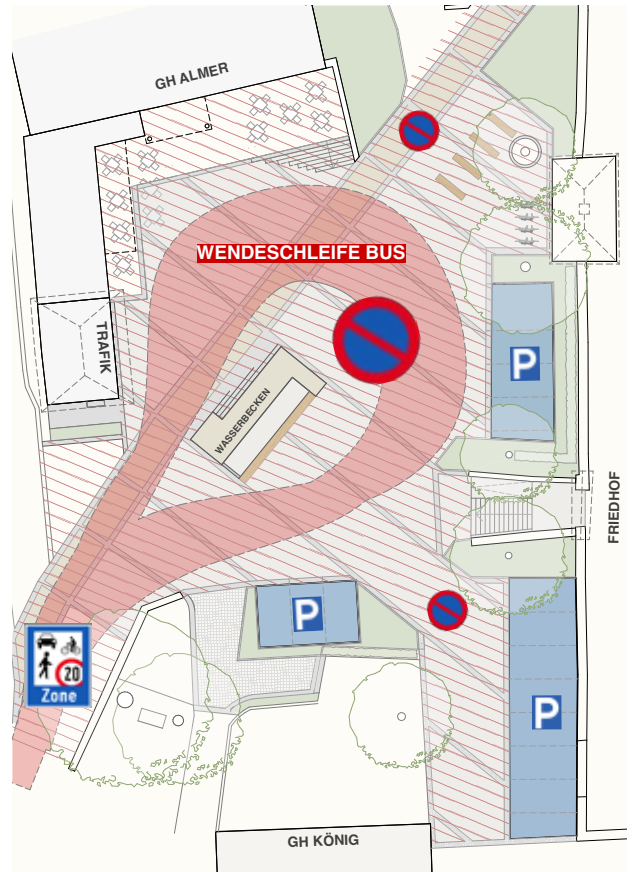 GH ALMER
WENDESCHLEIFE BUS
P
TRAFIK
WASSERBECKEN
FRIEDHOF
P
20
Zone
P
GH KÖNIG